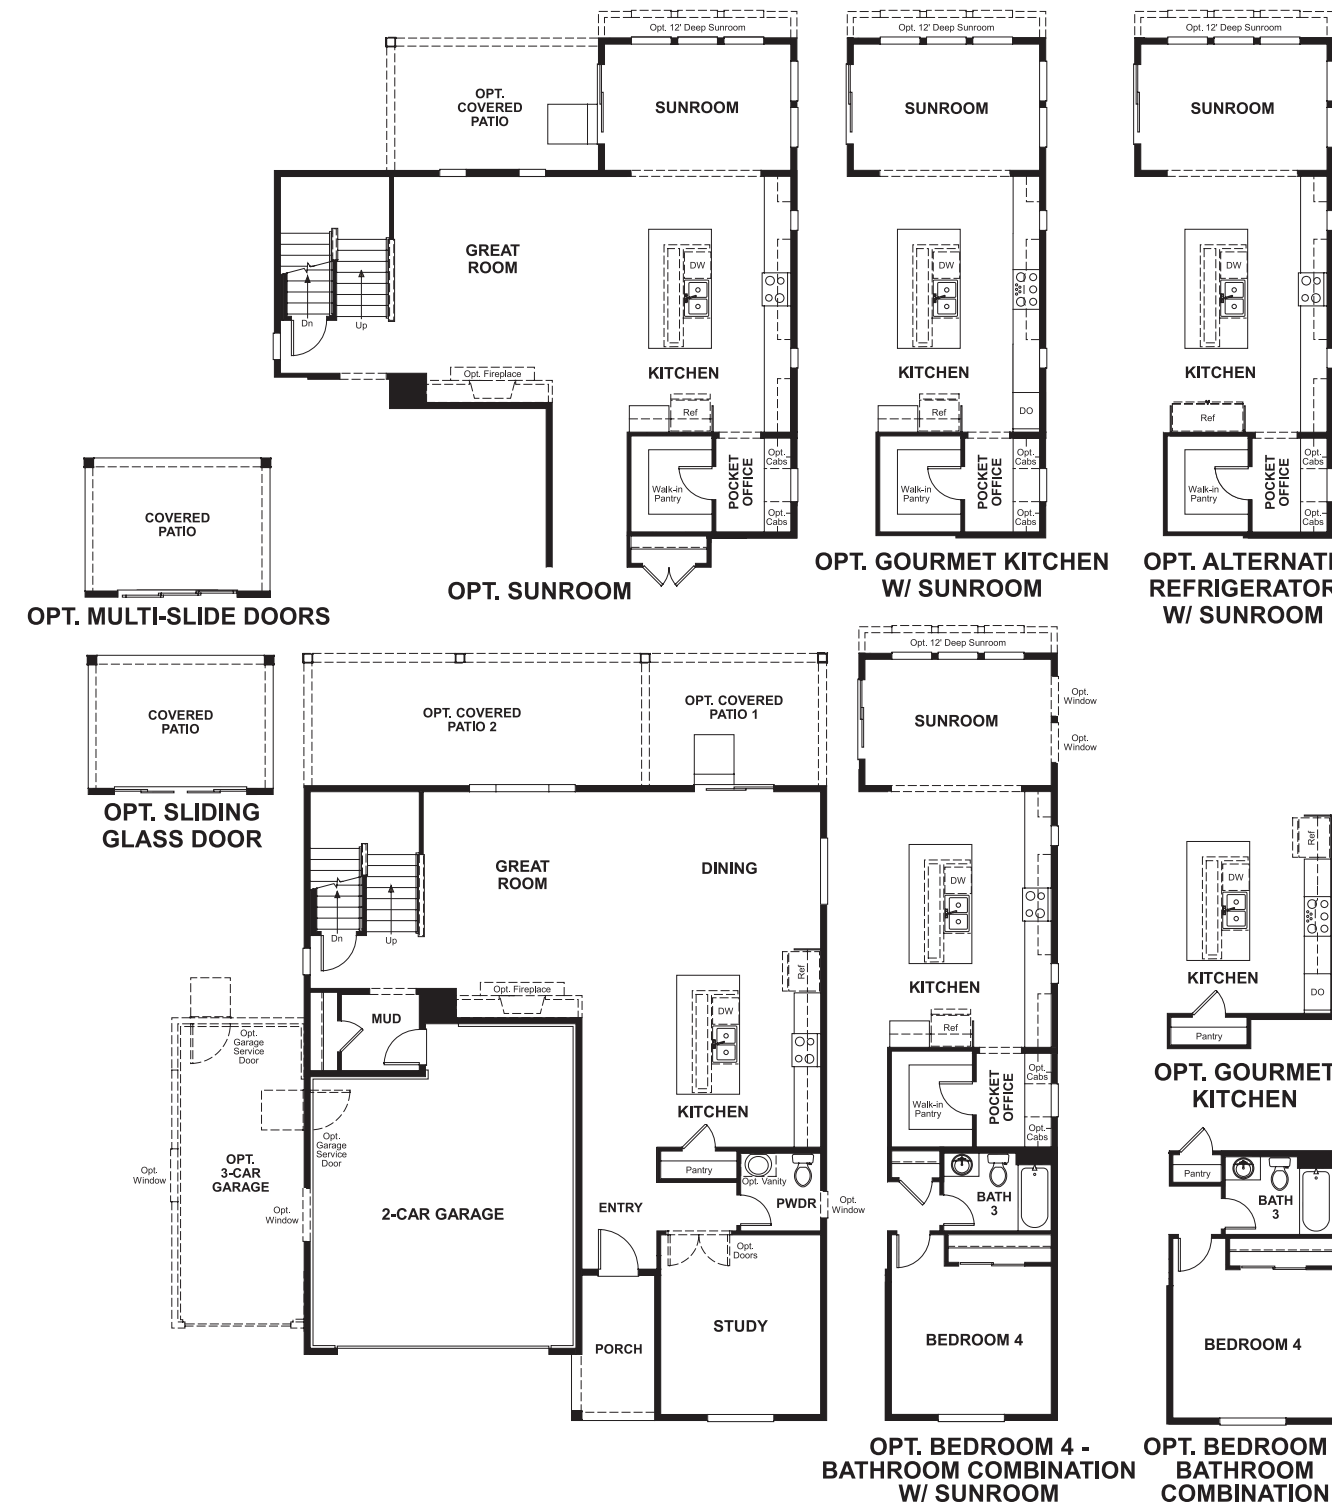 Opt. 12' Deep Sunroom
OPT.
COVERED
PATIO
SUNROOM
GREAT
ROOM
DW
Dn
Up
Opt. Fireplace
KITCHEN
Ref
Walk-in
Pantry
POCKET
OFFICE
Opt.
Cabs
Opt.
Cabs
OPT. SUNROOM
Opt. 12' Deep Sunroom
SUNROOM
DW
KITCHEN
Ref
DO
Walk-in
Pantry
POCKET
OFFICE
Opt.
Cabs
Opt.
Cabs
OPT. GOURMET KITCHEN
W/ SUNROOM
Opt. 12' Deep Sunroom
SUNROOM
DW
KITCHEN
Ref
Walk-in
Pantry
POCKET
OFFICE
Opt.
Cabs
Opt.
Cabs
OPT. ALTERNATE
REFRIGERATOR
W/ SUNROOM
COVERED
PATIO
OPT. MULTI-SLIDE DOORS
COVERED
PATIO
OPT. SLIDING
GLASS DOOR
OPT. COVERED
PATIO 2
OPT. COVERED
PATIO 1
GREAT
ROOM
DINING
Dn
Up
Opt. Fireplace
Ref
DW
MUD
KITCHEN
Opt.
Garage
Service
Door
Opt.
Garage
Service
Door
OPT.
3-CAR
GARAGE
Opt.
Window
Opt.
Window
2-CAR GARAGE
Pantry
Opt. Vanity
PWDR
Opt.
Window
ENTRY
Opt.
Doors
STUDY
PORCH
Opt. 12' Deep Sunroom
SUNROOM
Opt.
Window
Opt.
Window
DW
KITCHEN
Ref
Walk-in
Pantry
POCKET
OFFICE
Opt.
Cabs
Opt.
Cabs
BATH
3
BEDROOM 4
OPT. BEDROOM 4 -
BATHROOM COMBINATION
W/ SUNROOM
Ref
DW
KITCHEN
DO
Pantry
OPT. GOURMET
KITCHEN
Pantry
BATH
3
BEDROOM 4
OPT. BEDROOM
BATHROOM
COMBINATION